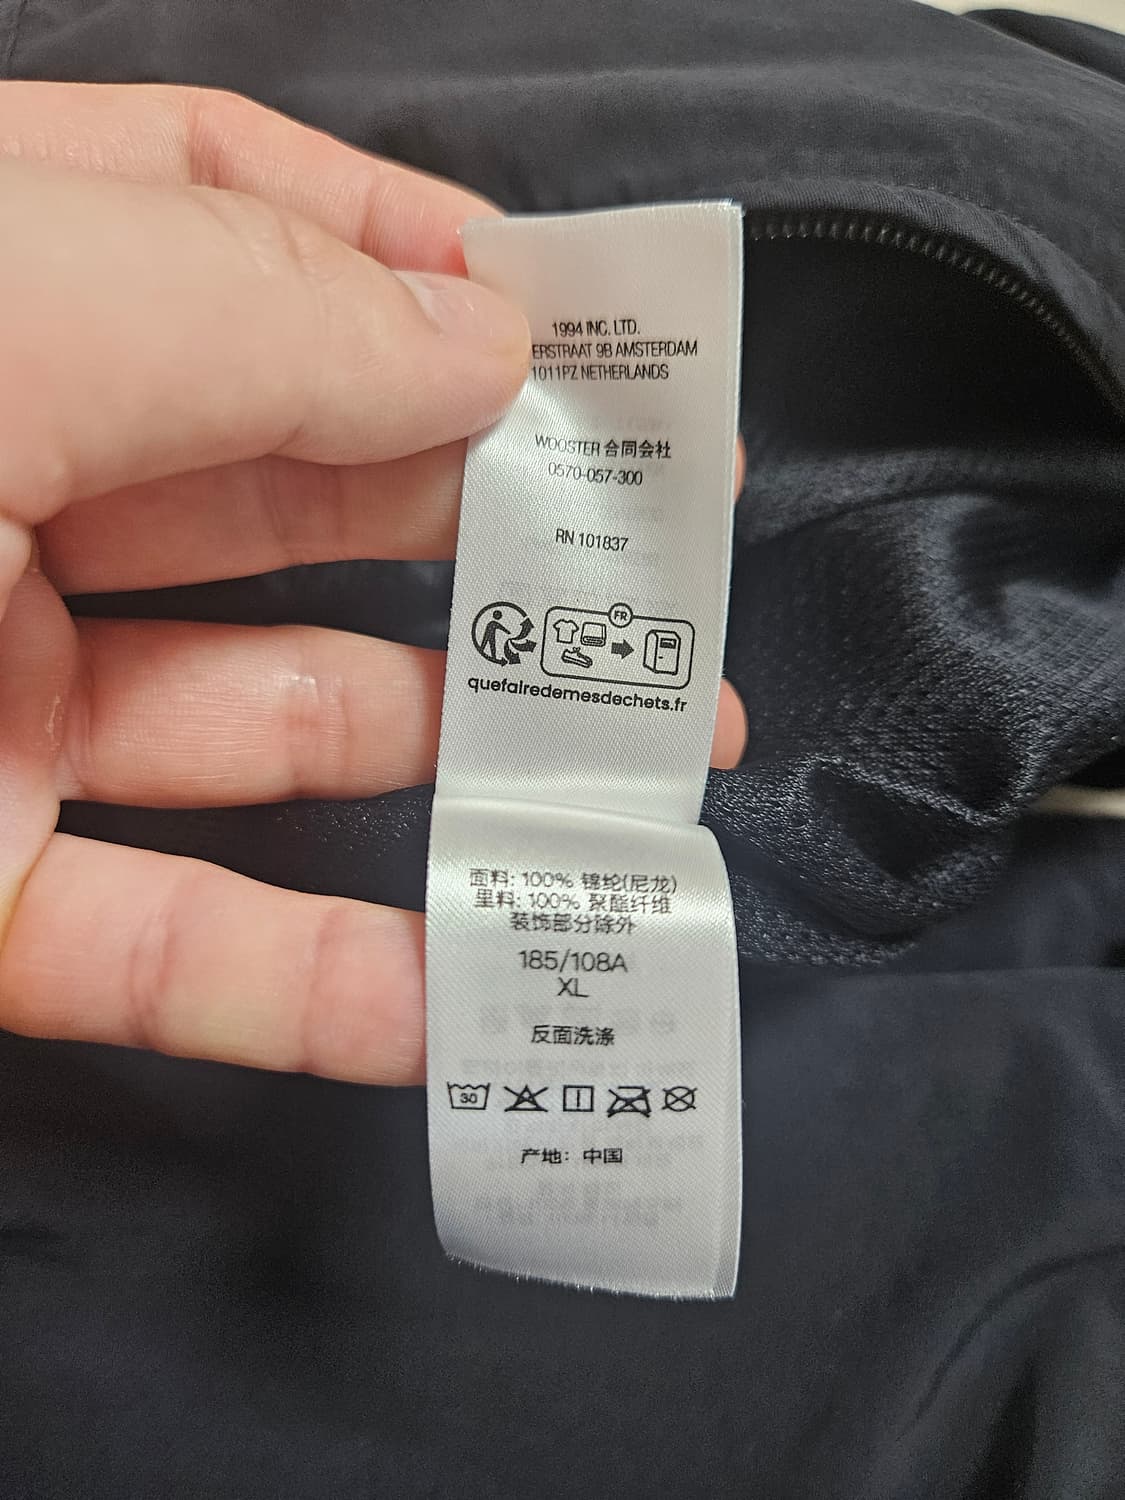 1994 INC. LTD.
ERSTRAAT 9B AMSTERDAM
1011PZ NETHERLANDS
WOOSTER 合同会社
0570-057-300
RN 101837
FR
quefairedemesdechets.fr
面料: 100% 锦纶(尼龙)
里料: 100% 聚酯纤维
装饰部分除外
185/108A
XL
反面洗涤
30
产地: 中国